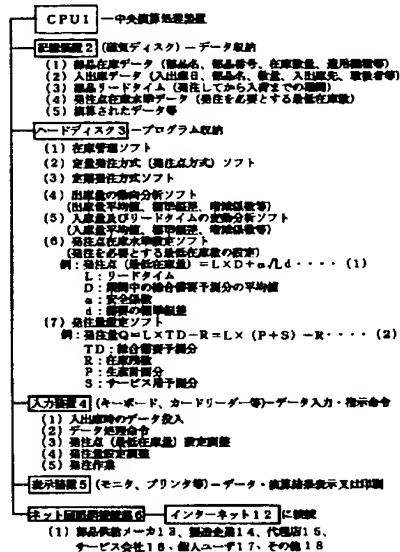 CPU1 ―中央演算処理装置
記憶装置2 (磁気ディスク) ―データ収納
(1) 部品在庫データ (部品名、部品番号、在庫数量、適用機種等)
(2) 入出庫データ (入出庫日、部品名、数量、入出庫先、取扱者等)
(3) 部品リードタイム (発注してから入荷までの期間)
(4) 発注点在庫水準データ (発注を必要とする最低在庫数)
(5) 演算されたデータ等
ハードディスク3 ―プログラム収納
(1) 在庫管理ソフト
(2) 定量発注方式 (発注点方式) ソフト
(3) 定期発注方式ソフト
(4) 出庫量の動向分析ソフト
(出庫量平均値、標準偏差、増減係数等)
(5) 入庫量及びリードタイムの変動分析ソフト
(入庫量平均値、標準偏差、増減係数等)
(6) 発注点在庫水準設定ソフト
(発注を必要とする最低在庫数の設定)
例:発注点 (最低在庫量) =L×D+α√Ld・・・・ (1)
L:リードタイム
D:期間中の総合需要予測分の平均値
α:安全係数
d:需要の標準偏差
(7) 発注量設定ソフト
例:発注量Q=L×TD−R=L× (P+S) −R・・・・ (2)
TD:総合需要予測分
R:在庫残数
P:生産計画分
S:サービス用予測分
入力装置4 (キーボード、カードリーダー等)―データ入力・指示命令
(1) 入出庫時のデータ投入
(2) データ処理命令
(3) 発注点 (最低在庫量) 設定調整
(4) 発注量設定調整
(5) 発注作業
表示装置5 (モニタ、プリンタ等)―データ・演算結果表示又は印刷
ネット回線接続装置6 インターネット12 に接続
(1) 部品供給メーカ13、製造企業14、代理店15、
サービス会社16、個人ユーザ17、その他18